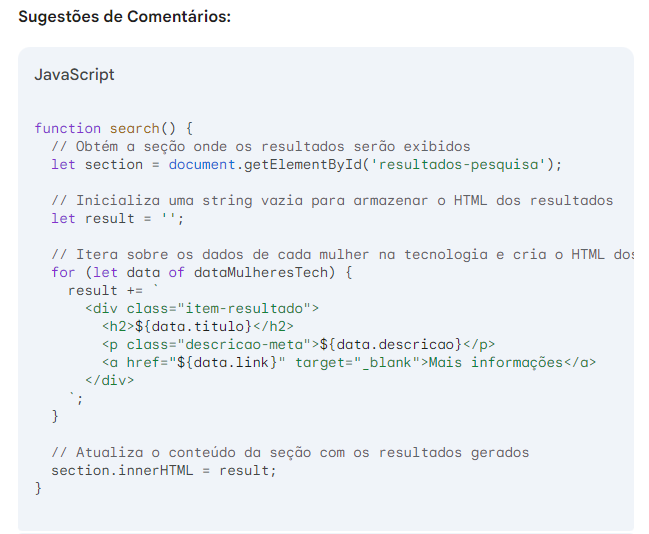 Sugestões de Comentários:
JavaScript
function search() {
  // Obtém a seção onde os resultados serão exibidos
  let section = document.getElementById('resultados-pesquisa');

  // Inicializa uma string vazia para armazenar o HTML dos resultados
  let result = '';

  // Itera sobre os dados de cada mulher na tecnologia e cria o HTML dos
  for (let data of dataMulheresTech) {
    result += `
      <div class="item-resultado">
        <h2>${data.titulo}</h2>
        <p class="descricao-meta">${data.descricao}</p>
        <a href="${data.link}" target="_blank">Mais informações</a>
      </div>
    `;
  }

  // Atualiza o conteúdo da seção com os resultados gerados
  section.innerHTML = result;
}